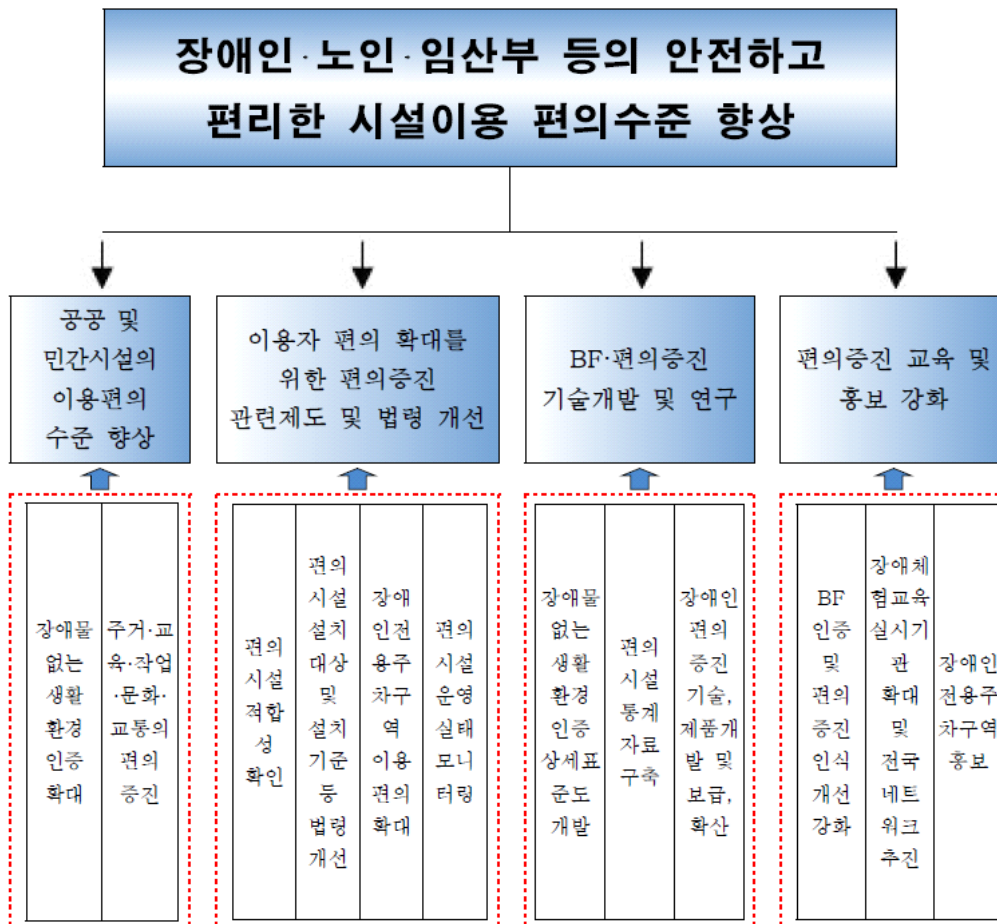 장애인·노인·임산부 등의 안전하고
편리한 시설이용 편의수준 향상
공공 및
민간시설의
이용편의
수준 향상
이용자 편의 확대를
위한 편의증진
관련제도 및 법령 개선
BF·편의증진
기술개발 및 연구
편의증진 교육 및
홍보 강화
장애물
없는
생활
환경
인증
확대
주거·교
육·작업
·문화·
교통의
편의
증진
편의
시설
적합
성
확인
편의
시설
설치
대상
및
설치
기준
등
법령
개선
장애
인전
용주
차구
역
이용
편의
확대
편의
시설
운영
실태
모니
터링
장애물
없는
생활
환경
인증
상세표
준도
개발
편의
시설
통계
자료
구축
장애인
편의
증진
기술,
제품개
발 및
보급,
확산
BF
인증
및
편의
증진
인식
개선
강화
장애체
험교육
실시기
관
확대
및
전국
네트
워크
추진
장애인
전용주
차구역
홍보